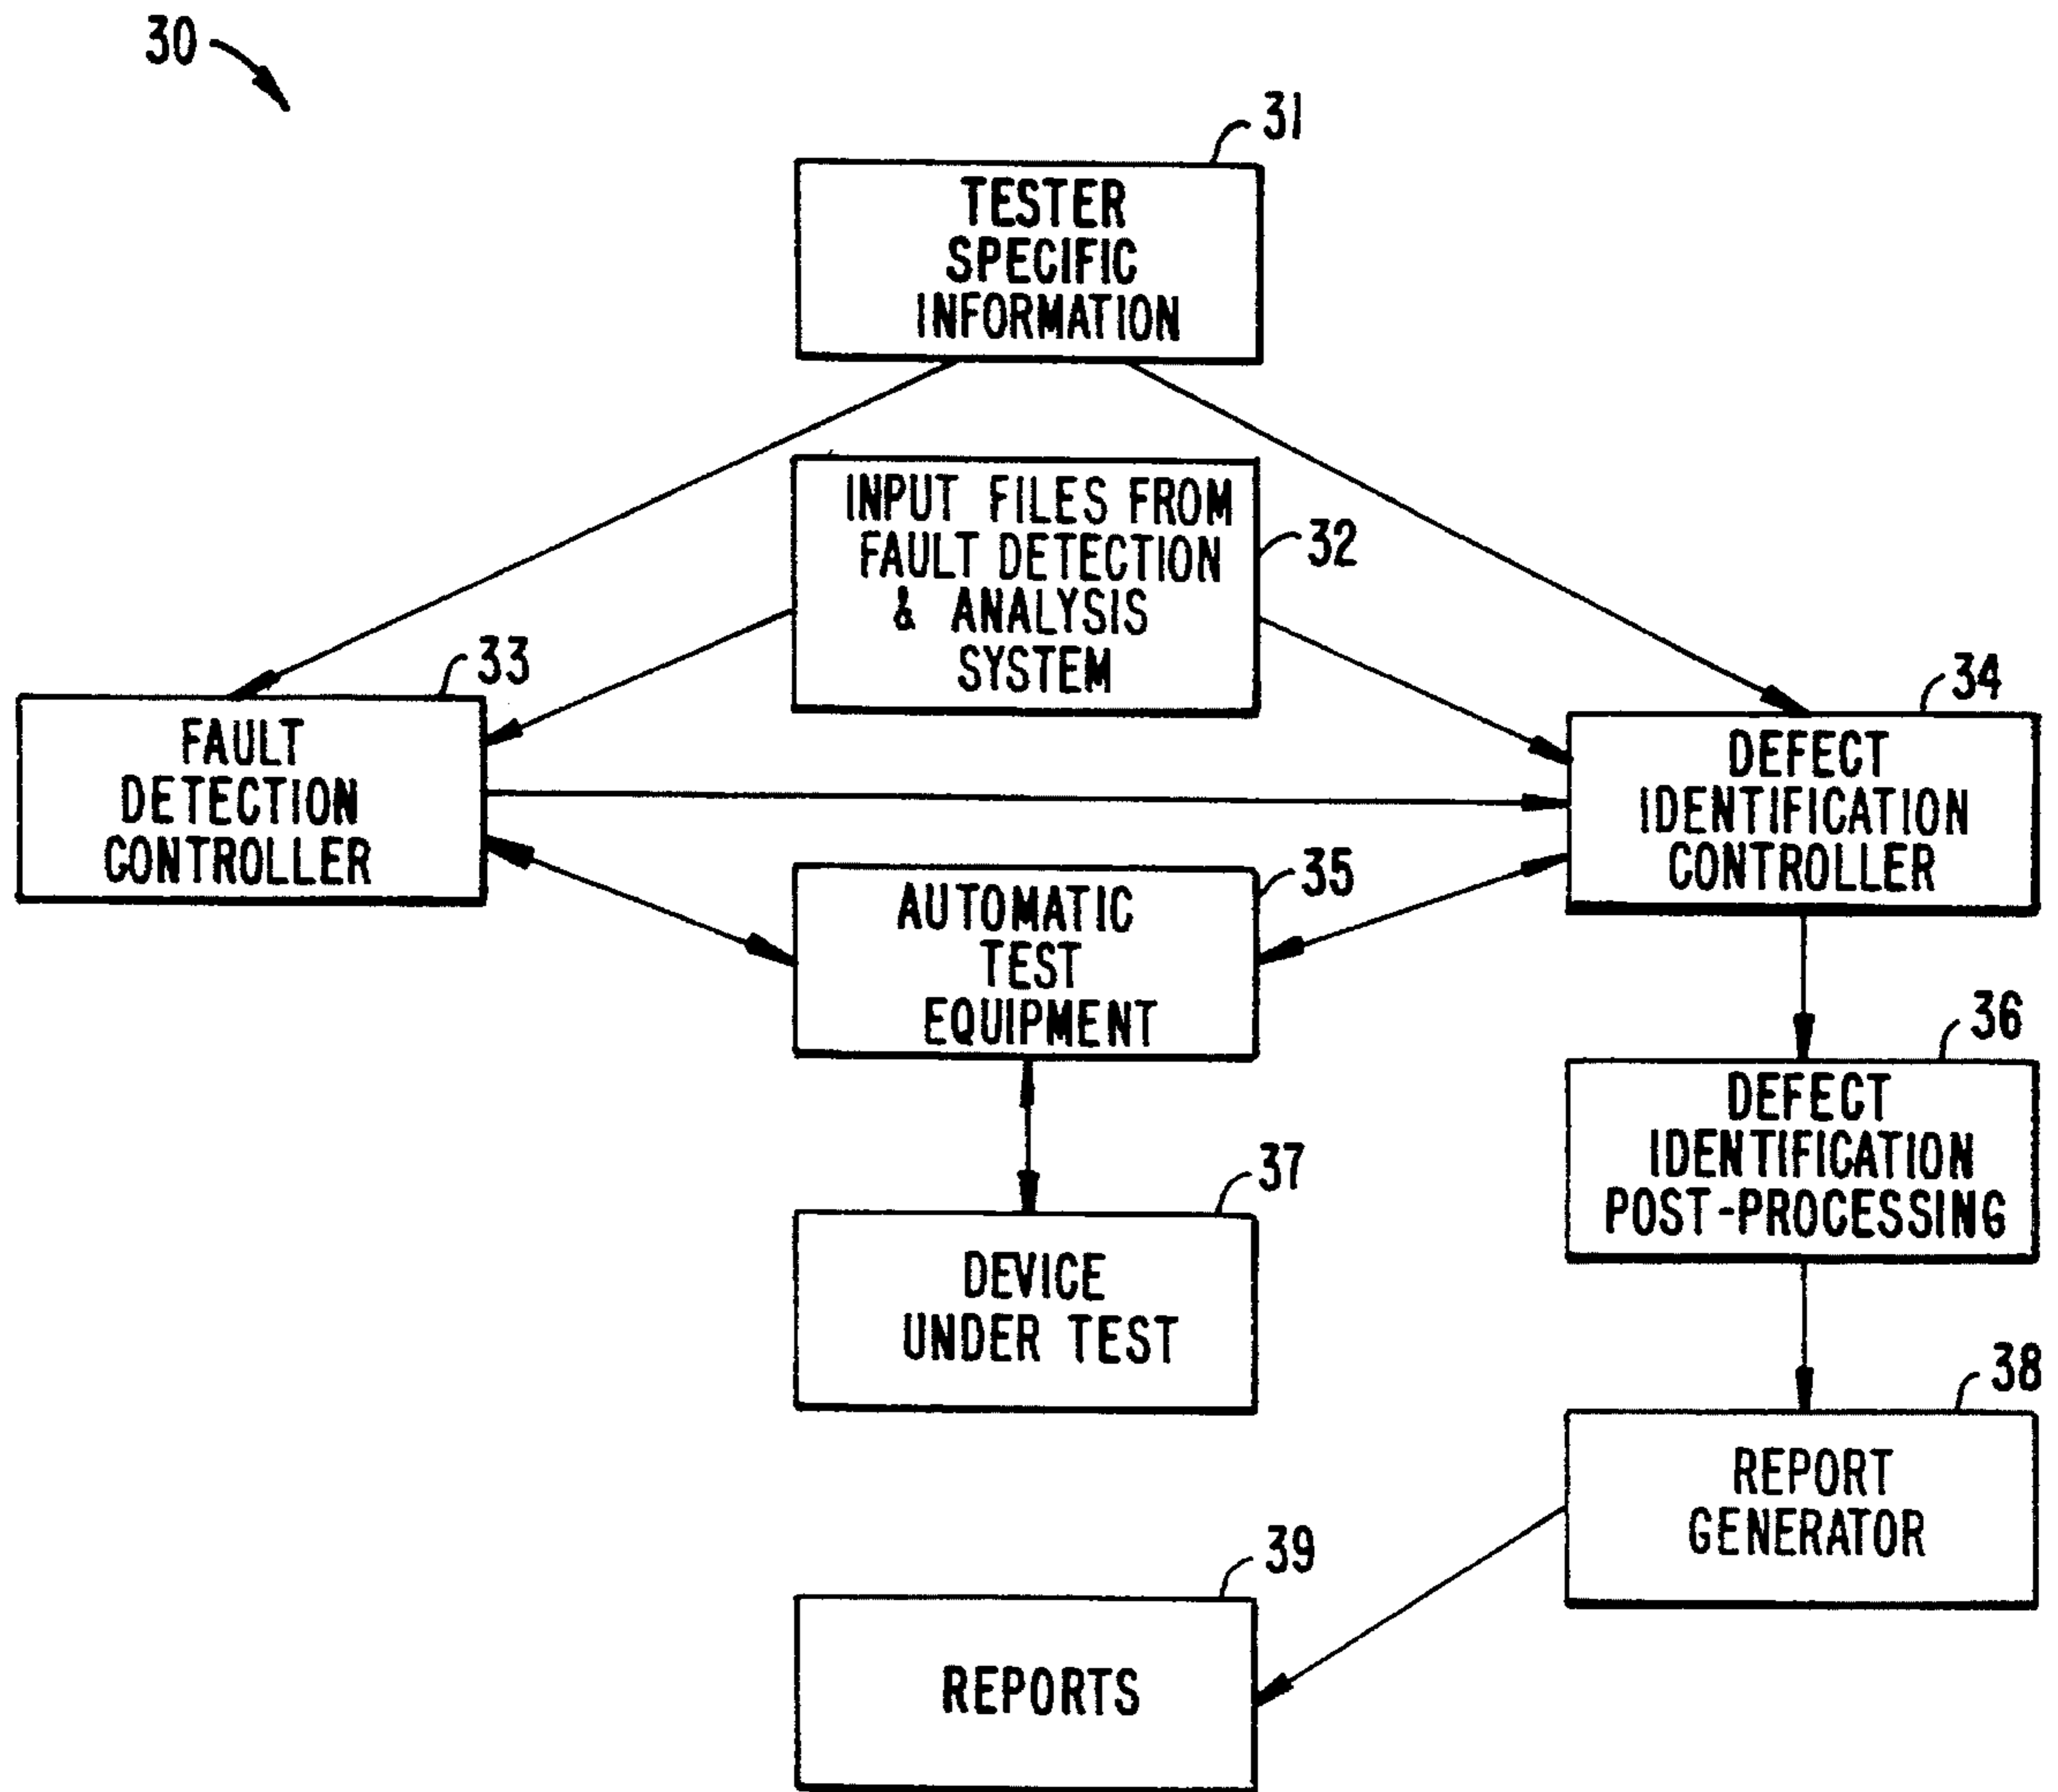 30
31
TESTER
SPECIFIC
INFORMATION
INPUT FILES FROM
FAULT DETECTION
& ANALYSIS
SYSTEM
32
33
FAULT
DETECTION
CONTROLLER
34
DEFECT
IDENTIFICATION
CONTROLLER
35
AUTOMATIC
TEST
EQUIPMENT
36
DEFECT
IDENTIFICATION
POST-PROCESSING
37
DEVICE
UNDER TEST
38
REPORT
GENERATOR
39
REPORTS